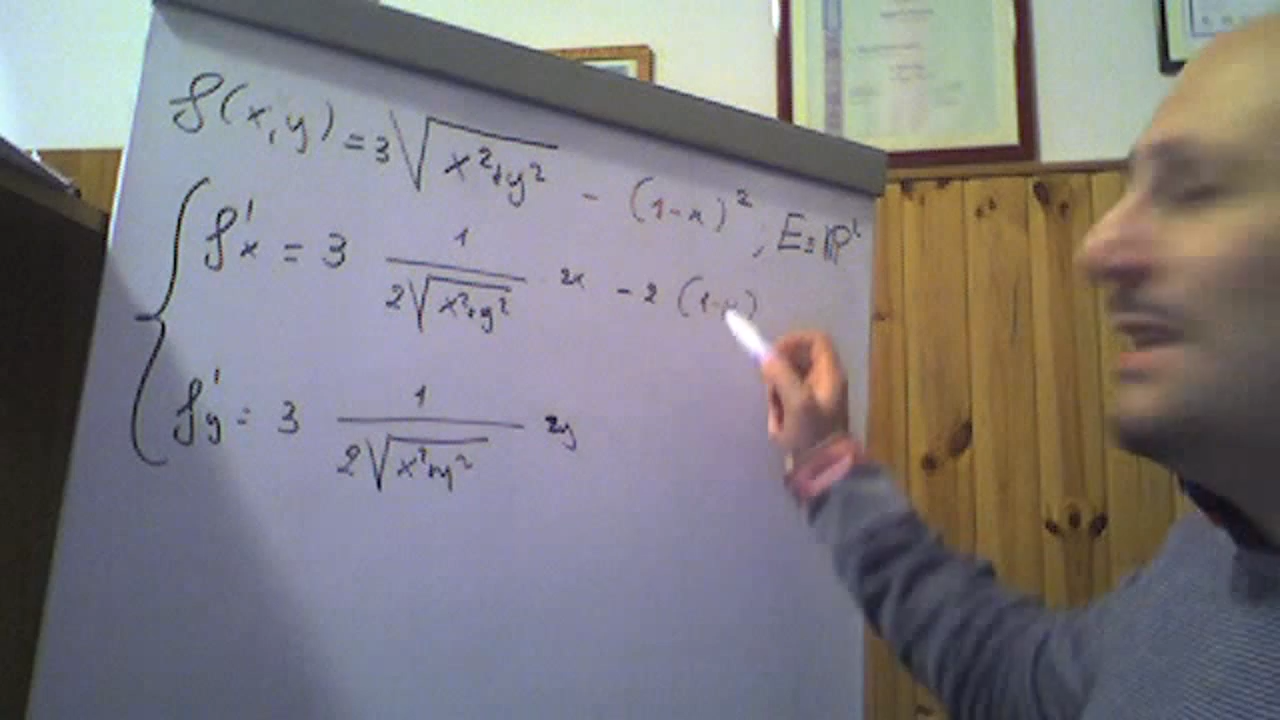 f(x,y) = 3√(x²+y²) - (1-x)², E=ℝ²
f'x = 3 1/(2√(x²+y²)) 2x - 2(1-x)
f'y = 3 1/(2√(x²+y²)) 2y